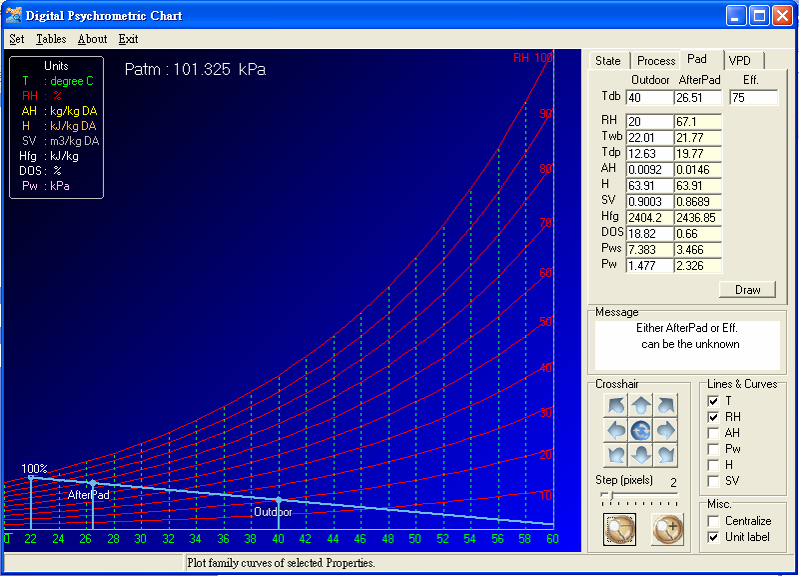 Digital Psychrometric Chart
Set Tables About Exit
Units
T : degree C
RH : %
AH : kg/kg DA
H : kJ/kg DA
SV : m3/kg DA
Hfg : kJ/kg
DOS : %
Pw : kPa
Patm : 101.325 kPa
RH 100
90
80
70
60
50
40
30
20
10
100%
AfterPad
Outdoor
22 24 26 28 30 32 34 36 38 40 42 44 46 48 50 52 54 56 58 60
State Process Pad VPD
Outdoor AfterPad Eff.
Tdb 40 26.51 75
RH 20 67.1
Twb 22.01 21.77
Tdp 12.63 19.77
AH 0.0092 0.0146
H 63.91 63.91
SV 0.9003 0.8689
Hfg 2404.2 2436.85
DOS 18.82 0.66
Pws 7.383 3.466
Pw 1.477 2.326
Draw
Message
Either AfterPad or Eff.
can be the unknown
Crosshair
Step (pixels) 2
Lines & Curves
T
RH
AH
Pw
H
SV
Misc.
Centralize
Unit label
Plot family curves of selected Properties.